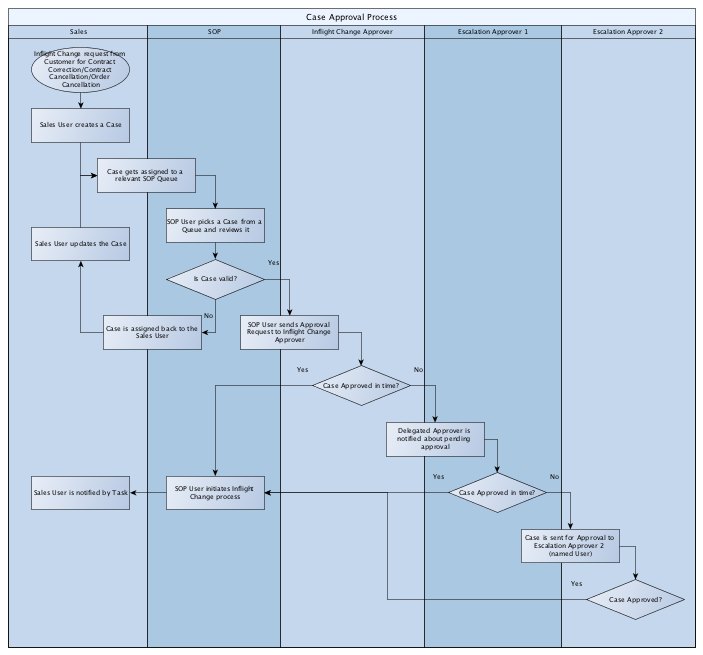 Case Approval Process
Sales
SOP
Inflight Change Approver
Escalation Approver 1
Escalation Approver 2
Inflight Change request from
Customer for Contract
Correction/Contract
Cancellation/Order
Cancellation
Sales User creates a Case
Case gets assigned to a
relevant SOP Queue
SOP User picks a Case from a
Queue and reviews it
Sales User updates the Case
Is Case valid?
Yes
No
Case is assigned back to the
Sales User
SOP User sends Approval
Request to Inflight Change
Approver
Case Approved in time?
Yes
No
Delegated Approver is
notified about pending
approval
Case Approved in time?
Yes
No
SOP User initiates Inflight
Change process
Sales User is notified by Task
Case is sent for Approval to
Escalation Approver 2
(named User)
Yes
Case Approved?